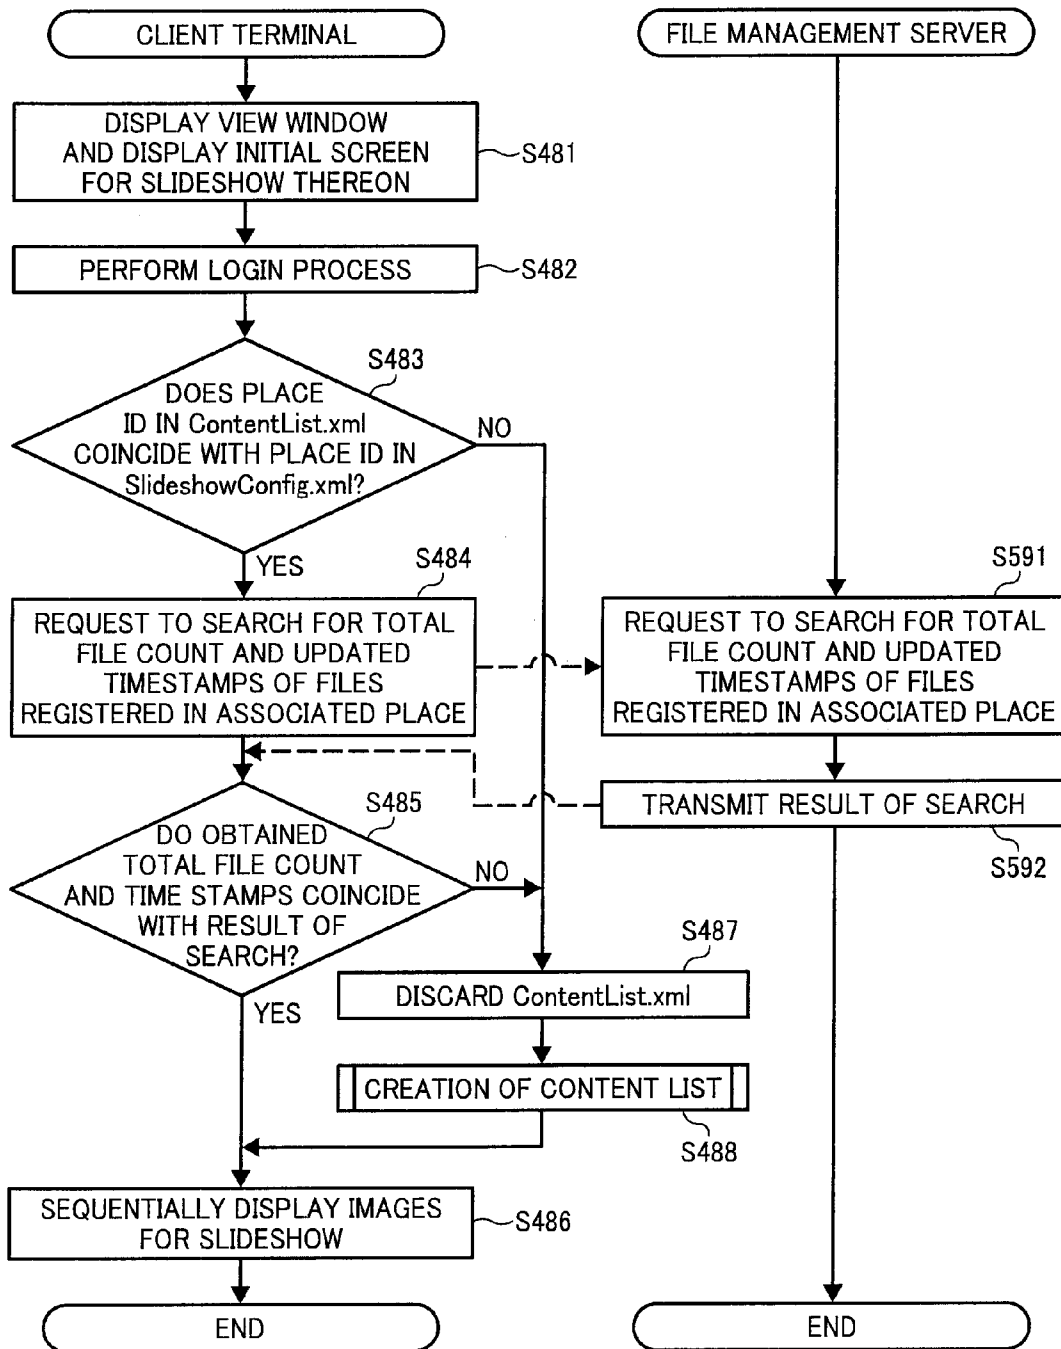 CLIENT TERMINAL
FILE MANAGEMENT SERVER
DISPLAY VIEW WINDOW
AND DISPLAY INITIAL SCREEN
FOR SLIDESHOW THEREON
S481
PERFORM LOGIN PROCESS
S482
S483
DOES PLACE
ID IN ContentList.xml
COINCIDE WITH PLACE ID IN
SlideshowConfig.xml?
NO
YES
S484
REQUEST TO SEARCH FOR TOTAL
FILE COUNT AND UPDATED
TIMESTAMPS OF FILES
REGISTERED IN ASSOCIATED PLACE
S591
REQUEST TO SEARCH FOR TOTAL
FILE COUNT AND UPDATED
TIMESTAMPS OF FILES
REGISTERED IN ASSOCIATED PLACE
TRANSMIT RESULT OF SEARCH
S592
S485
DO OBTAINED
TOTAL FILE COUNT
AND TIME STAMPS COINCIDE
WITH RESULT OF
SEARCH?
NO
YES
S487
DISCARD ContentList.xml
CREATION OF CONTENT LIST
S488
SEQUENTIALLY DISPLAY IMAGES
FOR SLIDESHOW
S486
END
END